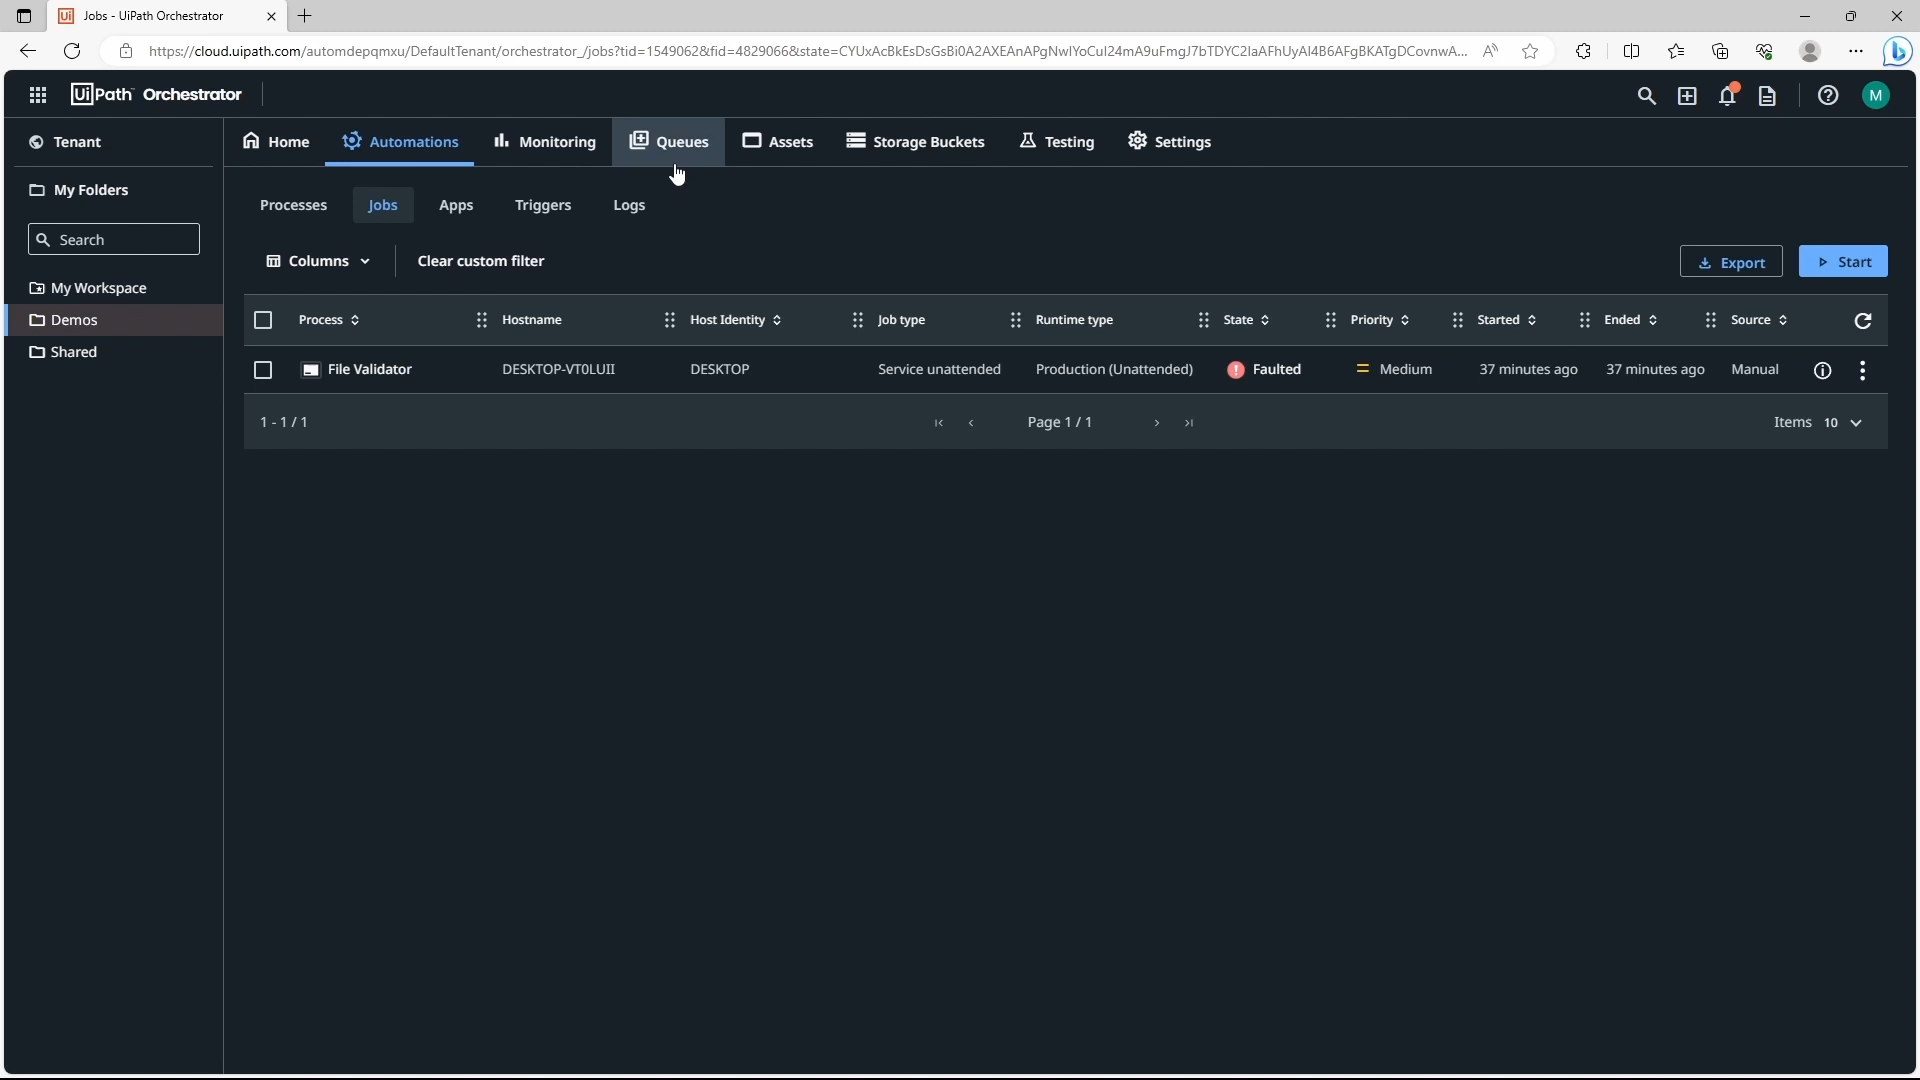 Jobs - UiPath Orchestrator
https://cloud.uipath.com/automdepqmxu/DefaultTenant/orchestrator_/jobs?tid=1549062&fid=4829066&state=CYUxAcBkEsDsGsBi0A2AXEAnAPgNwIYoCuI24mA9uFmgJ7bTDYC2IaAFhUyAI4B6AFgBKATgDCovnwA...
UiPath Orchestrator
M
Tenant
Home Automations Monitoring Queues Assets Storage Buckets Testing Settings
My Folders
Processes Jobs Apps Triggers Logs
Search
Columns Clear custom filter Export Start
My Workspace
Demos
Shared
Process Hostname Host Identity Job type Runtime type State Priority Started Ended Source
File Validator DESKTOP-VT0LUII DESKTOP Service unattended Production (Unattended) Faulted Medium 37 minutes ago 37 minutes ago Manual
1 - 1 / 1 Page 1 / 1 Items 10